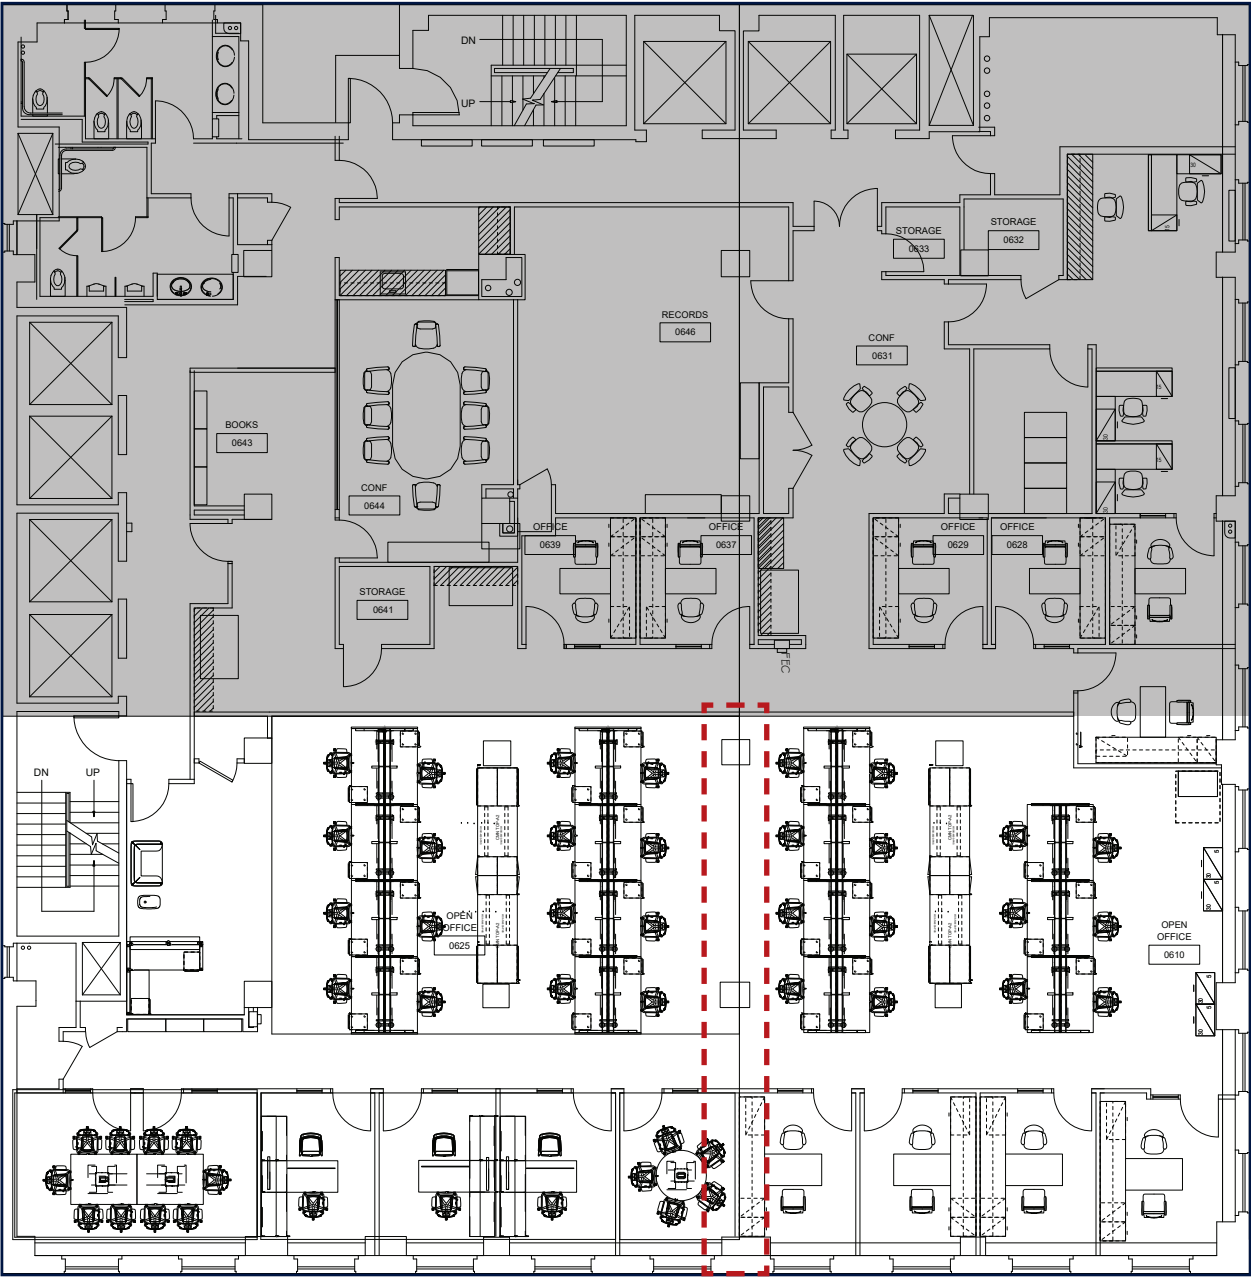 DN
UP
STORAGE
0632
STORAGE
0633
RECORDS
0646
CONF
0631
BOOKS
0643
CONF
0644
OFFICE
0639
OFFICE
0637
OFFICE
0629
OFFICE
0628
STORAGE
0641
FEC
DN
UP
OPEN
OFFICE
0625
OPEN
OFFICE
0610